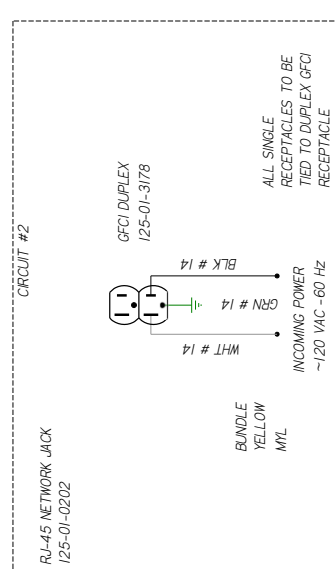 CIRCUIT #2
RJ-45 NETWORK JACK
125-01-0202
GFCI DUPLEX
125-01-3178
ALL SINGLE
RECEPTACLES TO BE
TIED TO DUPLEX GFCI
RECEPTACLE
BLK # 14
GRN # 14
WHT # 14
BUNDLE
YELLOW
MYL
INCOMING POWER
~120 VAC -60 Hz